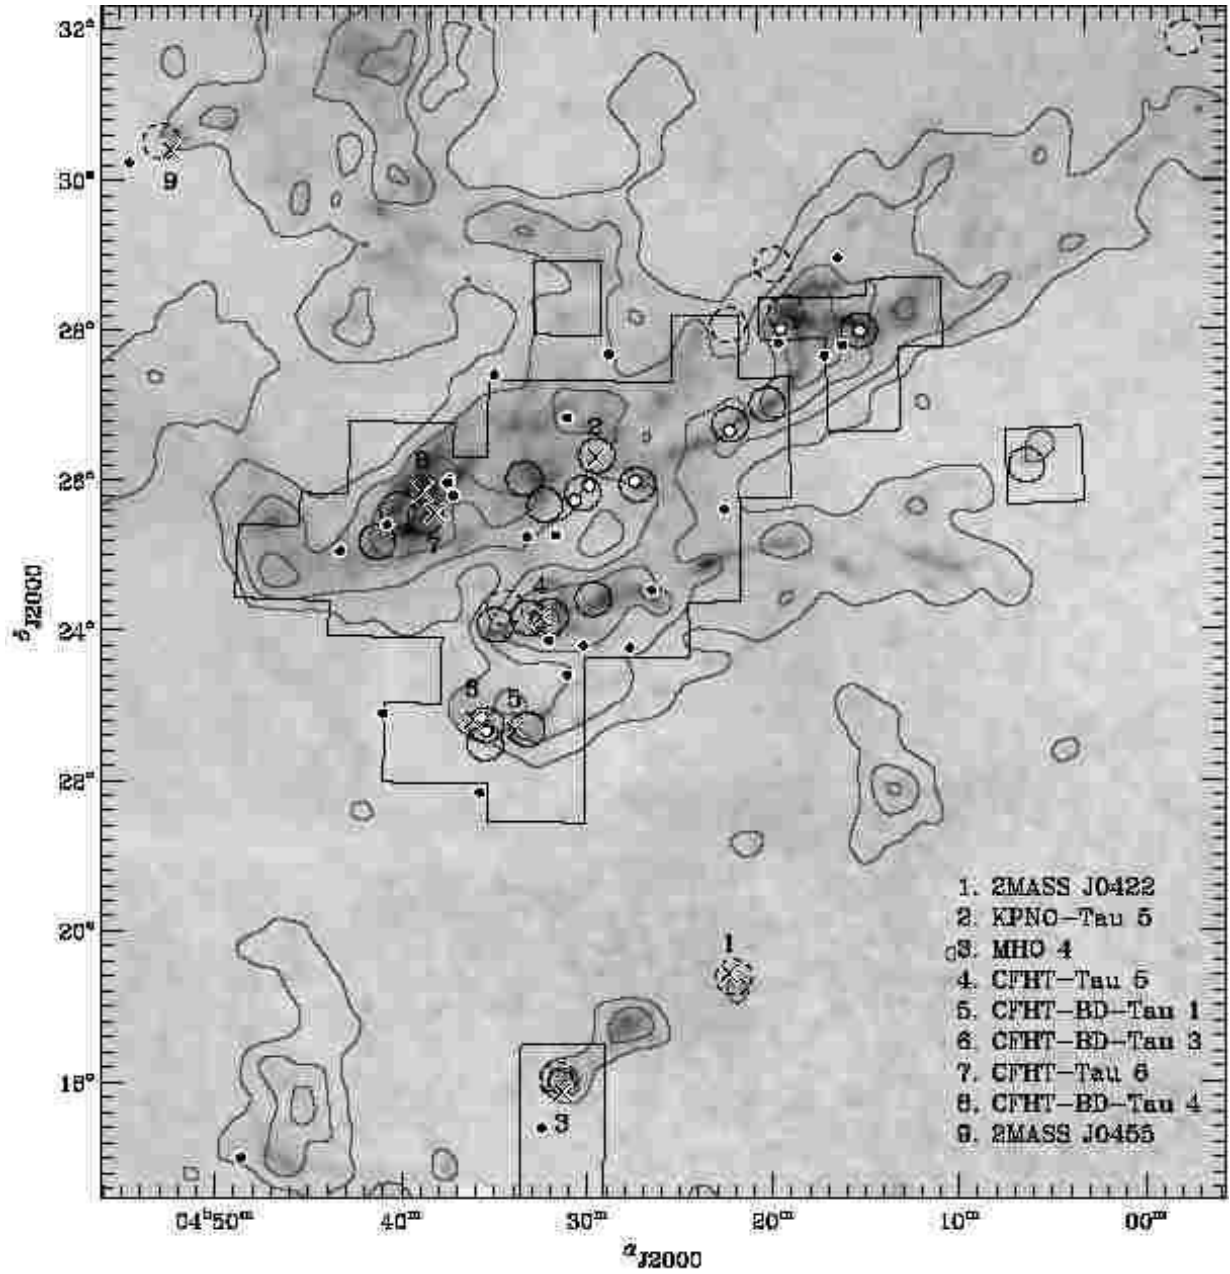 32°
30°
28°
26°
24°
22°
20°
18°
δJ2000
9
2
8
7
4
6
5
1
3
1. 2MASS J0422
2. KPNO-Tau 5
3. MHO 4
4. CFHT-Tau 5
5. CFHT-BD-Tau 1
6. CFHT-BD-Tau 3
7. CFHT-Tau 6
8. CFHT-BD-Tau 4
9. 2MASS J0455
04ʰ50ᵐ 40ᵐ 30ᵐ 20ᵐ 10ᵐ 00ᵐ
αJ2000